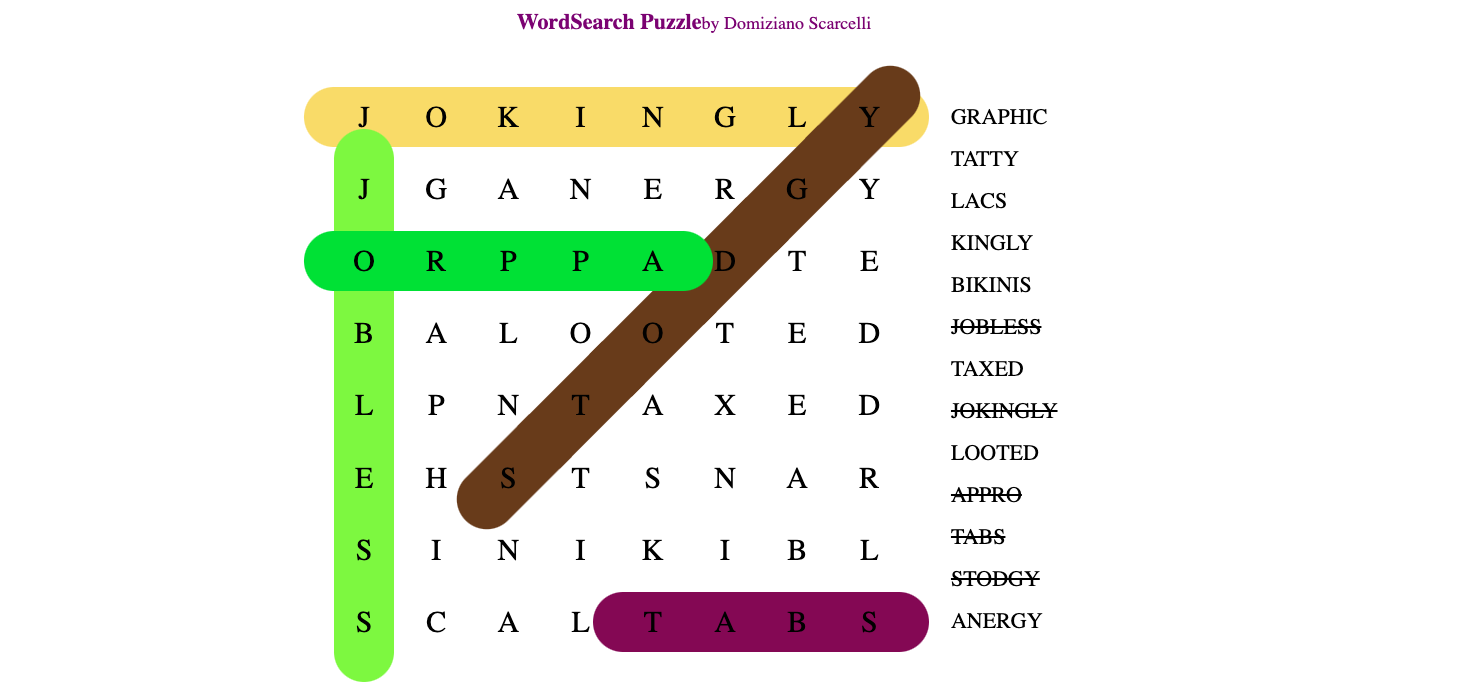 WordSearch Puzzleby Domiziano Scarcelli
J O K I N G L Y
J G A N E R G Y
O R P P A D T E
B A L O O T E D
L P N T A X E D
E H S T S N A R
S I N I K I B L
S C A L T A B S
GRAPHIC
TATTY
LACS
KINGLY
BIKINIS
JOBLESS
TAXED
JOKINGLY
LOOTED
APPRO
TABS
STODGY
ANERGY